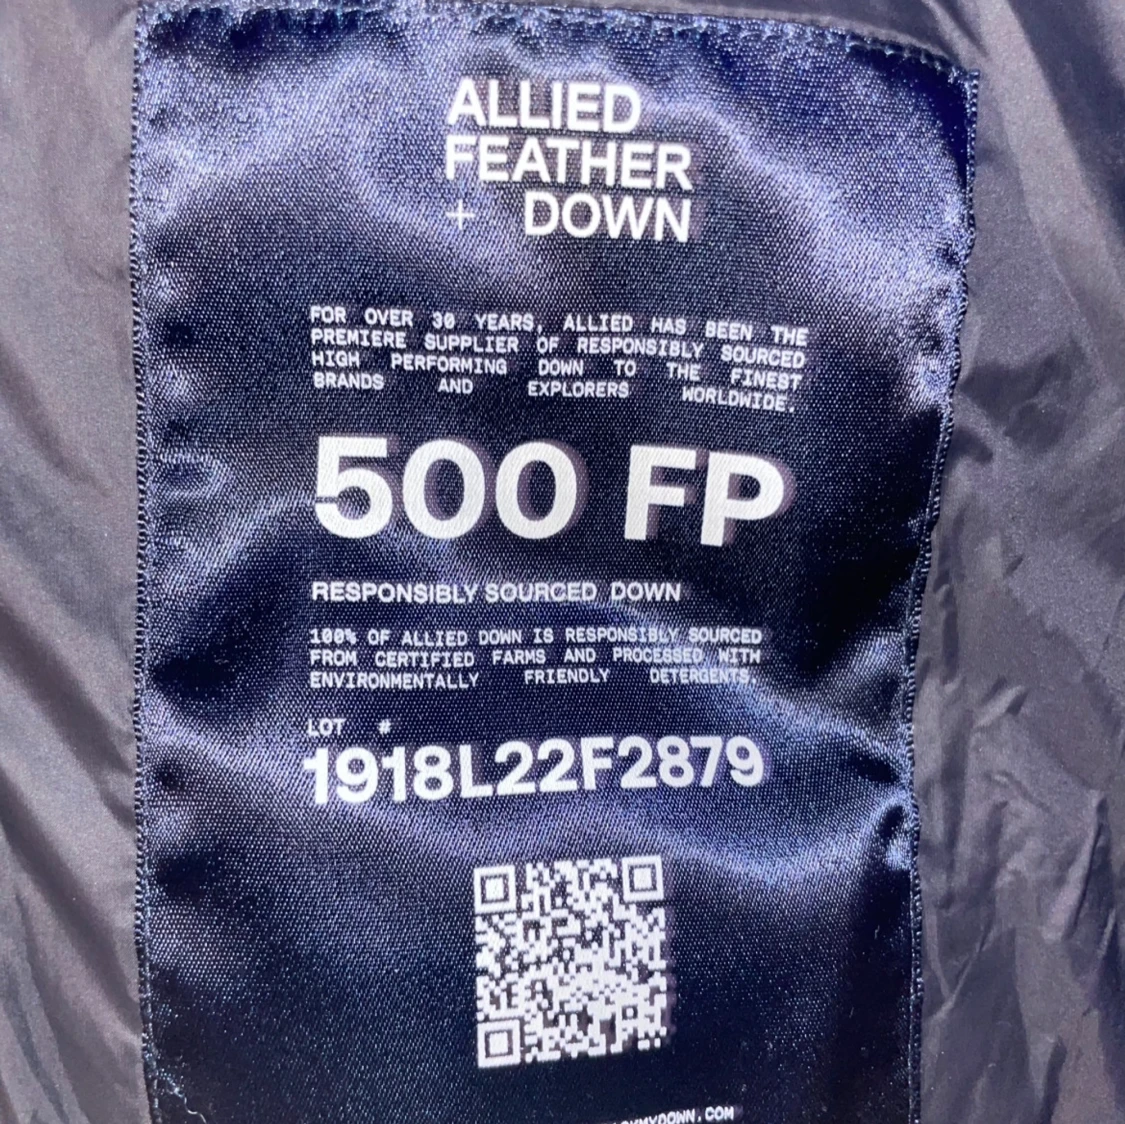 ALLIED
FEATHER
+ DOWN
FOR OVER 30 YEARS, ALLIED HAS BEEN THE
PREMIERE SUPPLIER OF RESPONSIBLY SOURCED
HIGH PERFORMING DOWN TO THE FINEST
BRANDS AND EXPLORERS WORLDWIDE.
500 FP
RESPONSIBLY SOURCED DOWN
100% OF ALLIED DOWN IS RESPONSIBLY SOURCED
FROM CERTIFIED FARMS AND PROCESSED WITH
ENVIRONMENTALLY FRIENDLY DETERGENTS.
LOT #
1918L22F2879